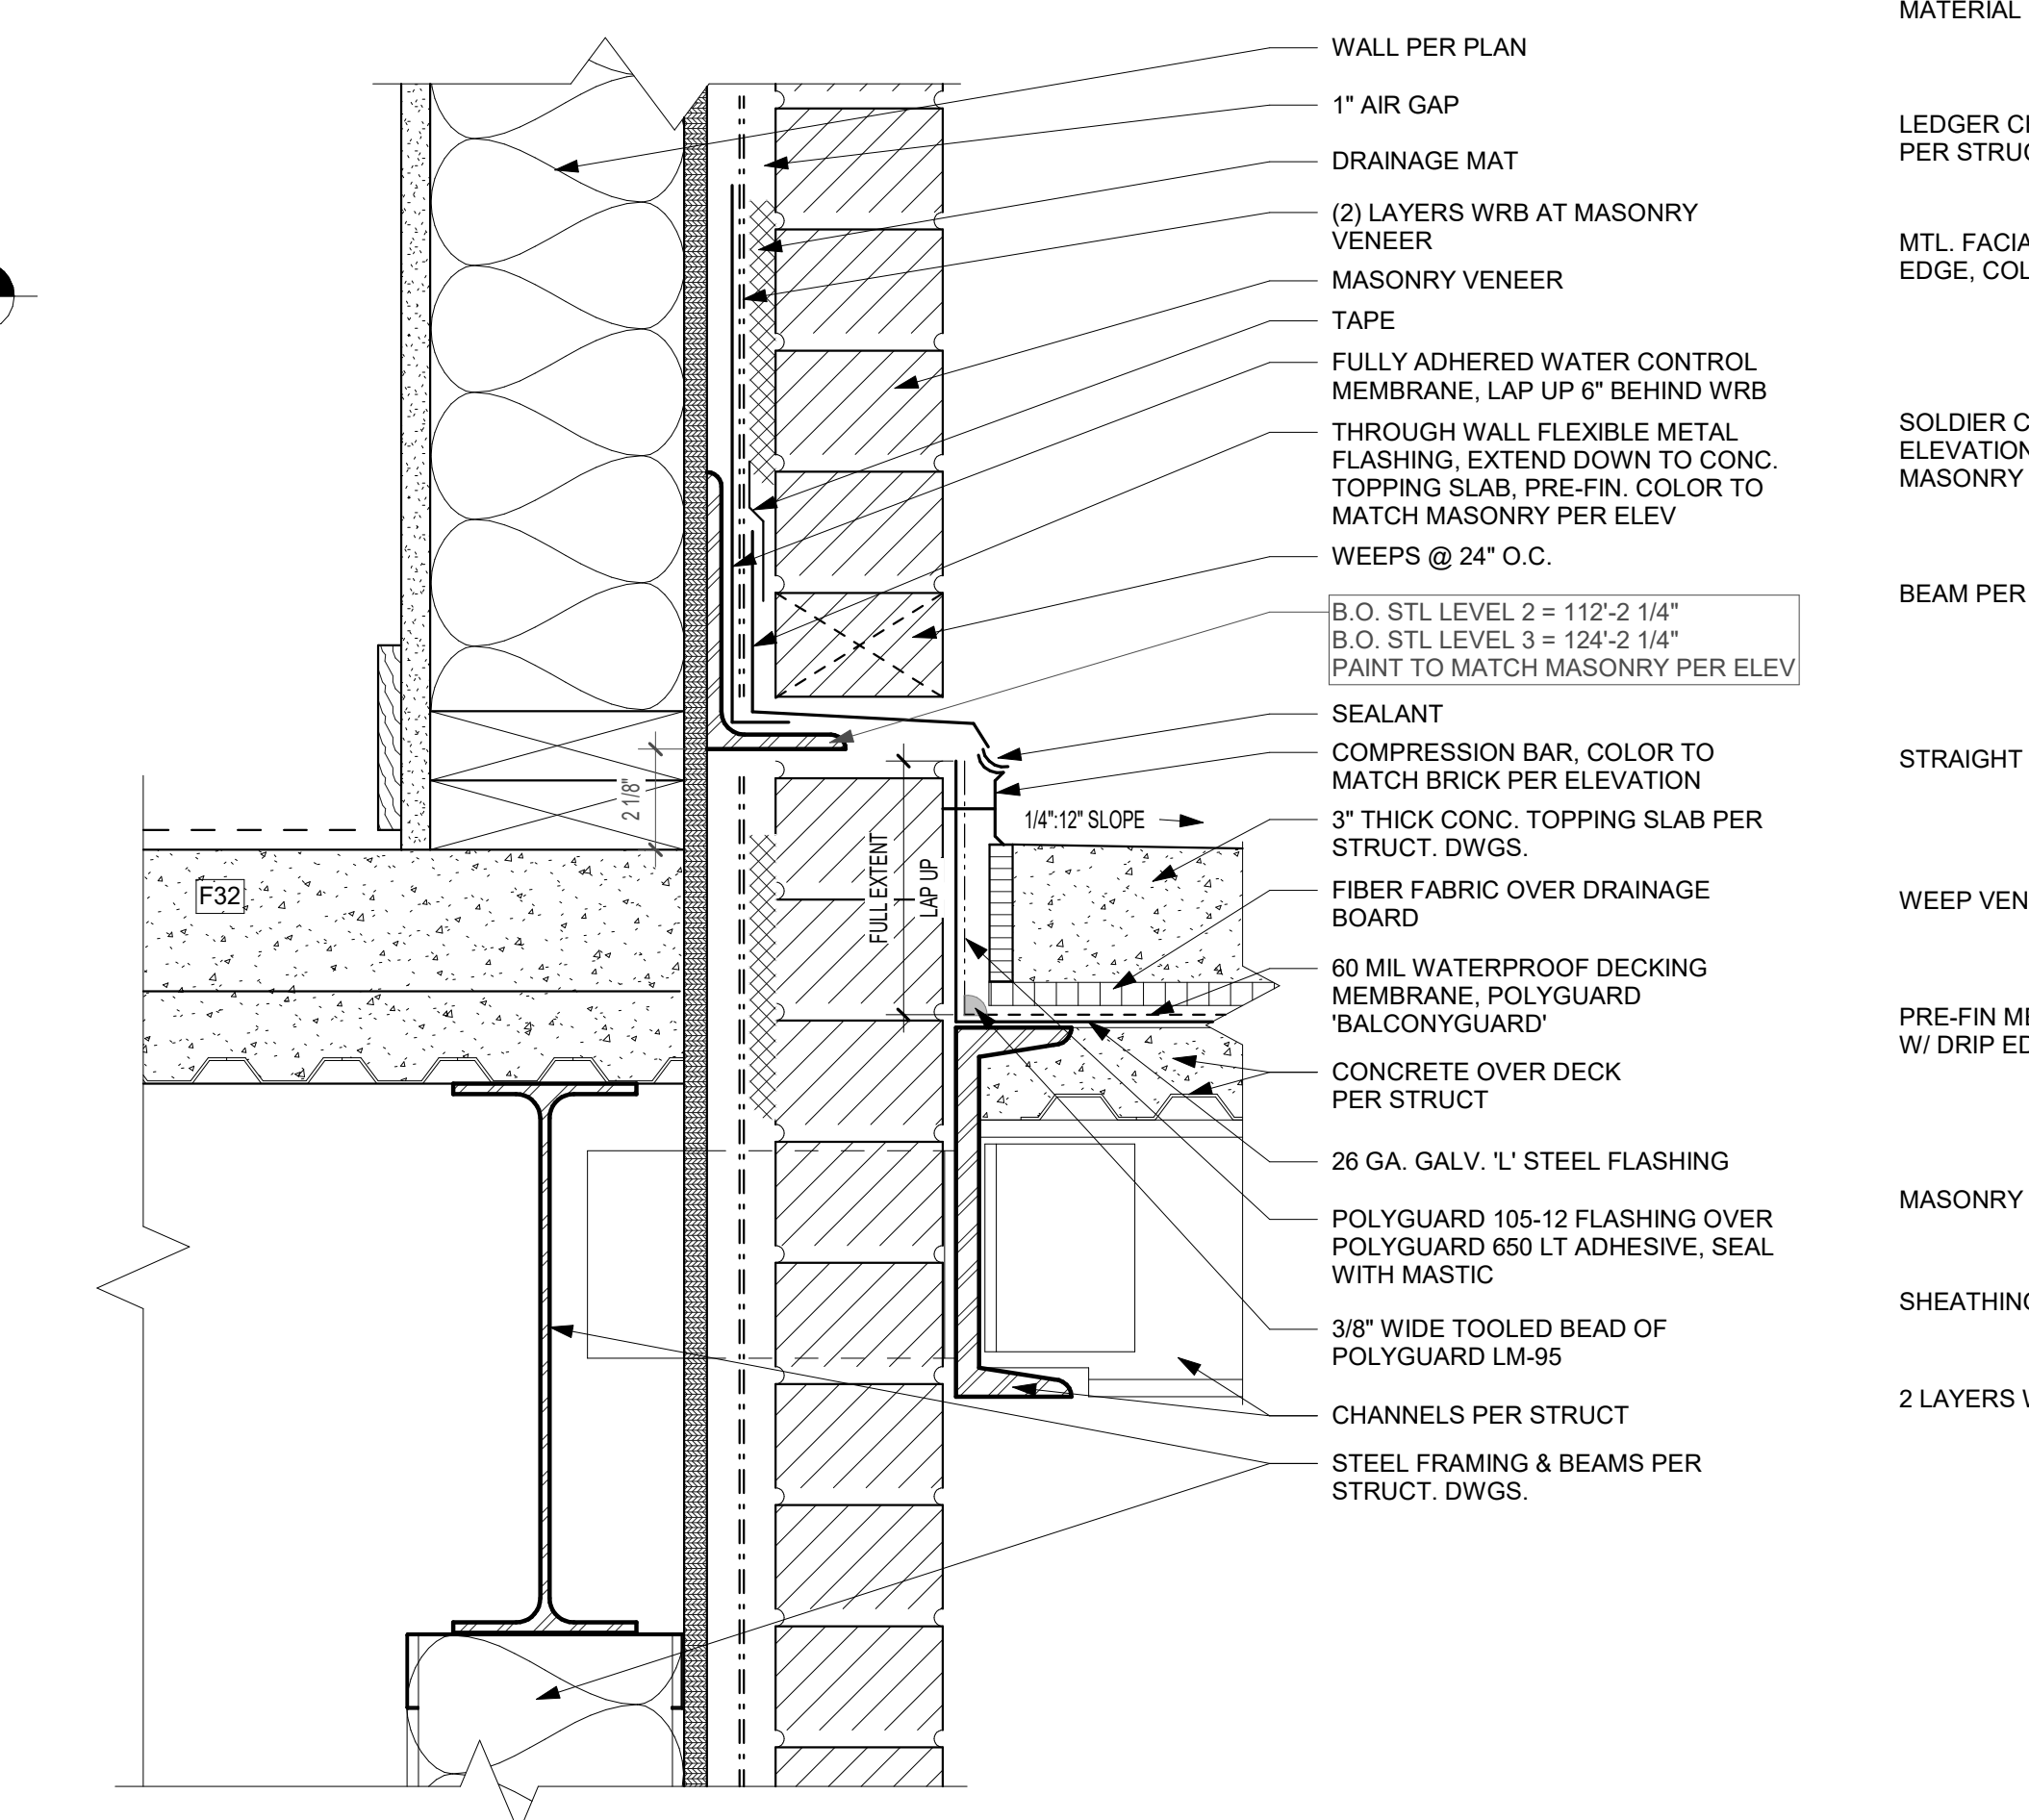 WALL PER PLAN
1" AIR GAP
DRAINAGE MAT
(2) LAYERS WRB AT MASONRY
VENEER
MASONRY VENEER
TAPE
FULLY ADHERED WATER CONTROL
MEMBRANE, LAP UP 6" BEHIND WRB
THROUGH WALL FLEXIBLE METAL
FLASHING, EXTEND DOWN TO CONC.
TOPPING SLAB, PRE-FIN. COLOR TO
MATCH MASONRY PER ELEV
WEEPS @ 24" O.C.
B.O. STL LEVEL 2 = 112'-2 1/4"
B.O. STL LEVEL 3 = 124'-2 1/4"
PAINT TO MATCH MASONRY PER ELEV
SEALANT
COMPRESSION BAR, COLOR TO
MATCH BRICK PER ELEVATION
3" THICK CONC. TOPPING SLAB PER
STRUCT. DWGS.
FIBER FABRIC OVER DRAINAGE
BOARD
60 MIL WATERPROOF DECKING
MEMBRANE, POLYGUARD
'BALCONYGUARD'
CONCRETE OVER DECK
PER STRUCT
26 GA. GALV. 'L' STEEL FLASHING
POLYGUARD 105-12 FLASHING OVER
POLYGUARD 650 LT ADHESIVE, SEAL
WITH MASTIC
3/8" WIDE TOOLED BEAD OF
POLYGUARD LM-95
CHANNELS PER STRUCT
STEEL FRAMING & BEAMS PER
STRUCT. DWGS.
2 1/8"
FULL EXTENT
LAP UP
1/4":12" SLOPE
F32
MATERIAL
LEDGER
PER
MTL. FACIA
EDGE,
SOLDIER
ELEVATION
MASONRY
BEAM PER
STRAIGHT
WEEP
PRE-FIN
W/ DRIP
MASONRY
SHEATHING
2 LAYERS